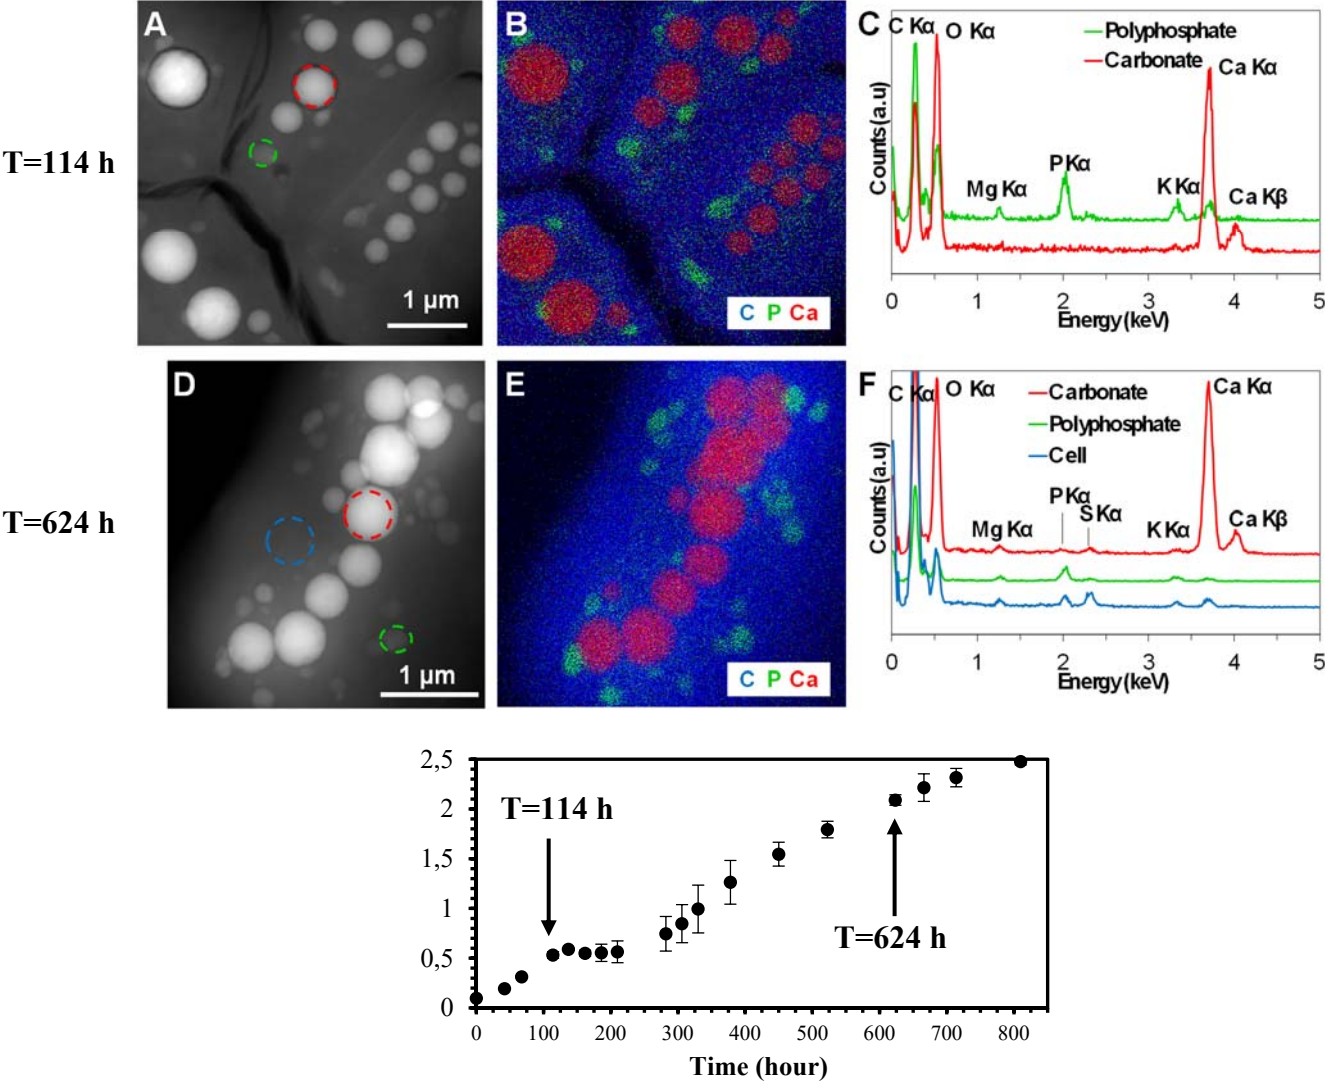 T=114 h
A
1 μm
B
C P Ca
C
C Kα
O Kα
Polyphosphate
Carbonate
Ca Kα
Mg Kα
P Kα
K Kα
Ca Kβ
Counts (a.u)
0 1 2 3 4 5
Energy (keV)
T=624 h
D
1 μm
E
C P Ca
F
C Kα
O Kα
Carbonate
Polyphosphate
Cell
Ca Kα
Mg Kα
P Kα
S Kα
K Kα
Ca Kβ
Counts (a.u)
0 1 2 3 4 5
Energy (keV)
2,5
2
1,5
1
0,5
0
T=114 h
T=624 h
0 100 200 300 400 500 600 700 800
Time (hour)